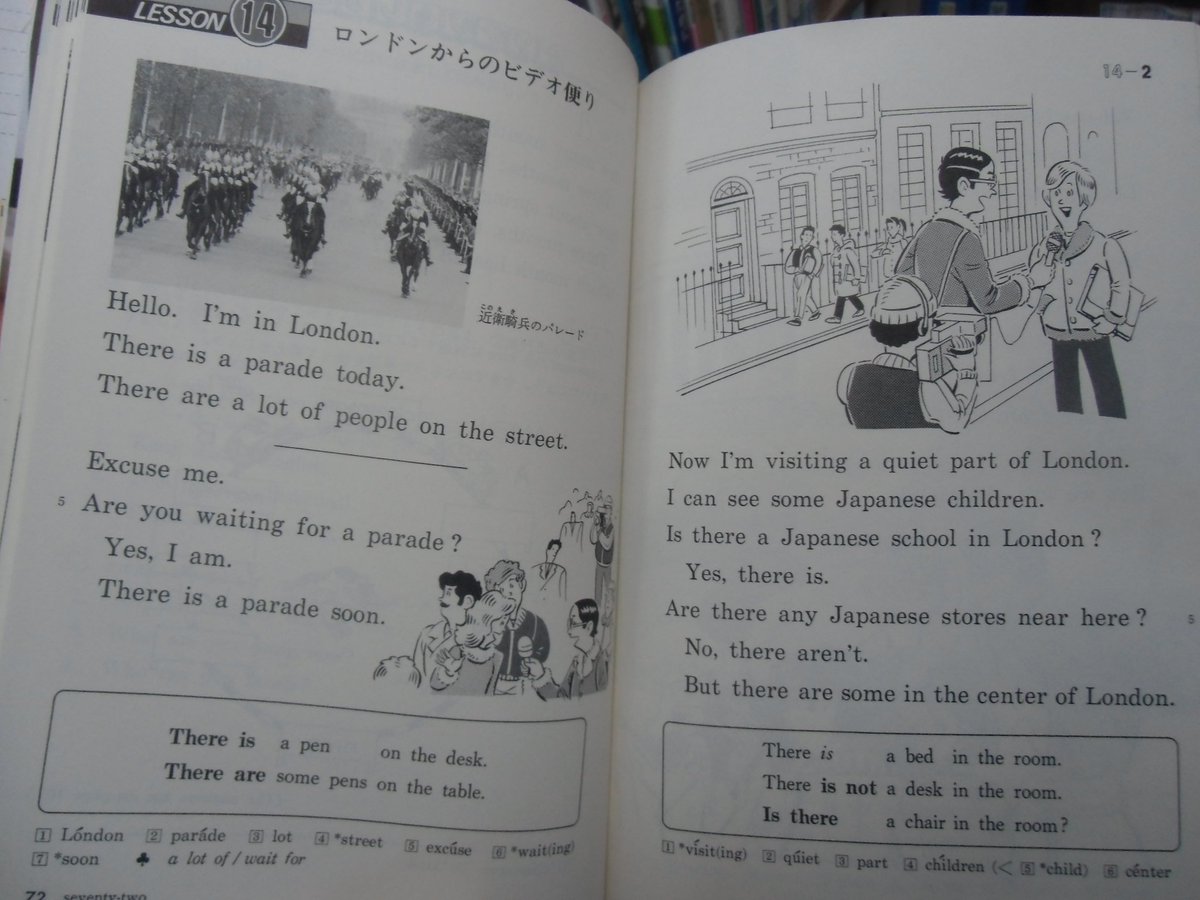 LESSON 14
ロンドンからのビデオ便り
このえき
近衛騎兵のパレード
Hello. I'm in London.
There is a parade today.
There are a lot of people on the street.
Excuse me.
5 Are you waiting for a parade?
Yes, I am.
There is a parade soon.
There is a pen on the desk.
There are some pens on the table.
1 Lóndon 2 paráde 3 lot 4 *street 5 excúse 6 *wait(ing)
7 *soon ♣ a lot of / wait for
72 seventy-two
14-2
Now I'm visiting a quiet part of London.
I can see some Japanese children.
Is there a Japanese school in London?
Yes, there is.
Are there any Japanese stores near here? 5
No, there aren't.
But there are some in the center of London.
There is a bed in the room.
There is not a desk in the room.
Is there a chair in the room?
1 *vísit(ing) 2 qúiet 3 part 4 chíldren (< 5 *child) 6 cénter